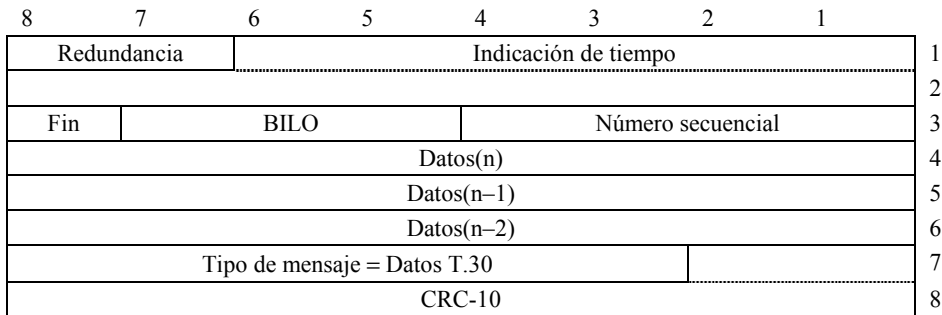 8 7 6 5 4 3 2 1
Redundancia Indicación de tiempo 1
2
Fin BILO Número secuencial 3
Datos(n) 4
Datos(n–1) 5
Datos(n–2) 6
Tipo de mensaje = Datos T.30 7
CRC-10 8